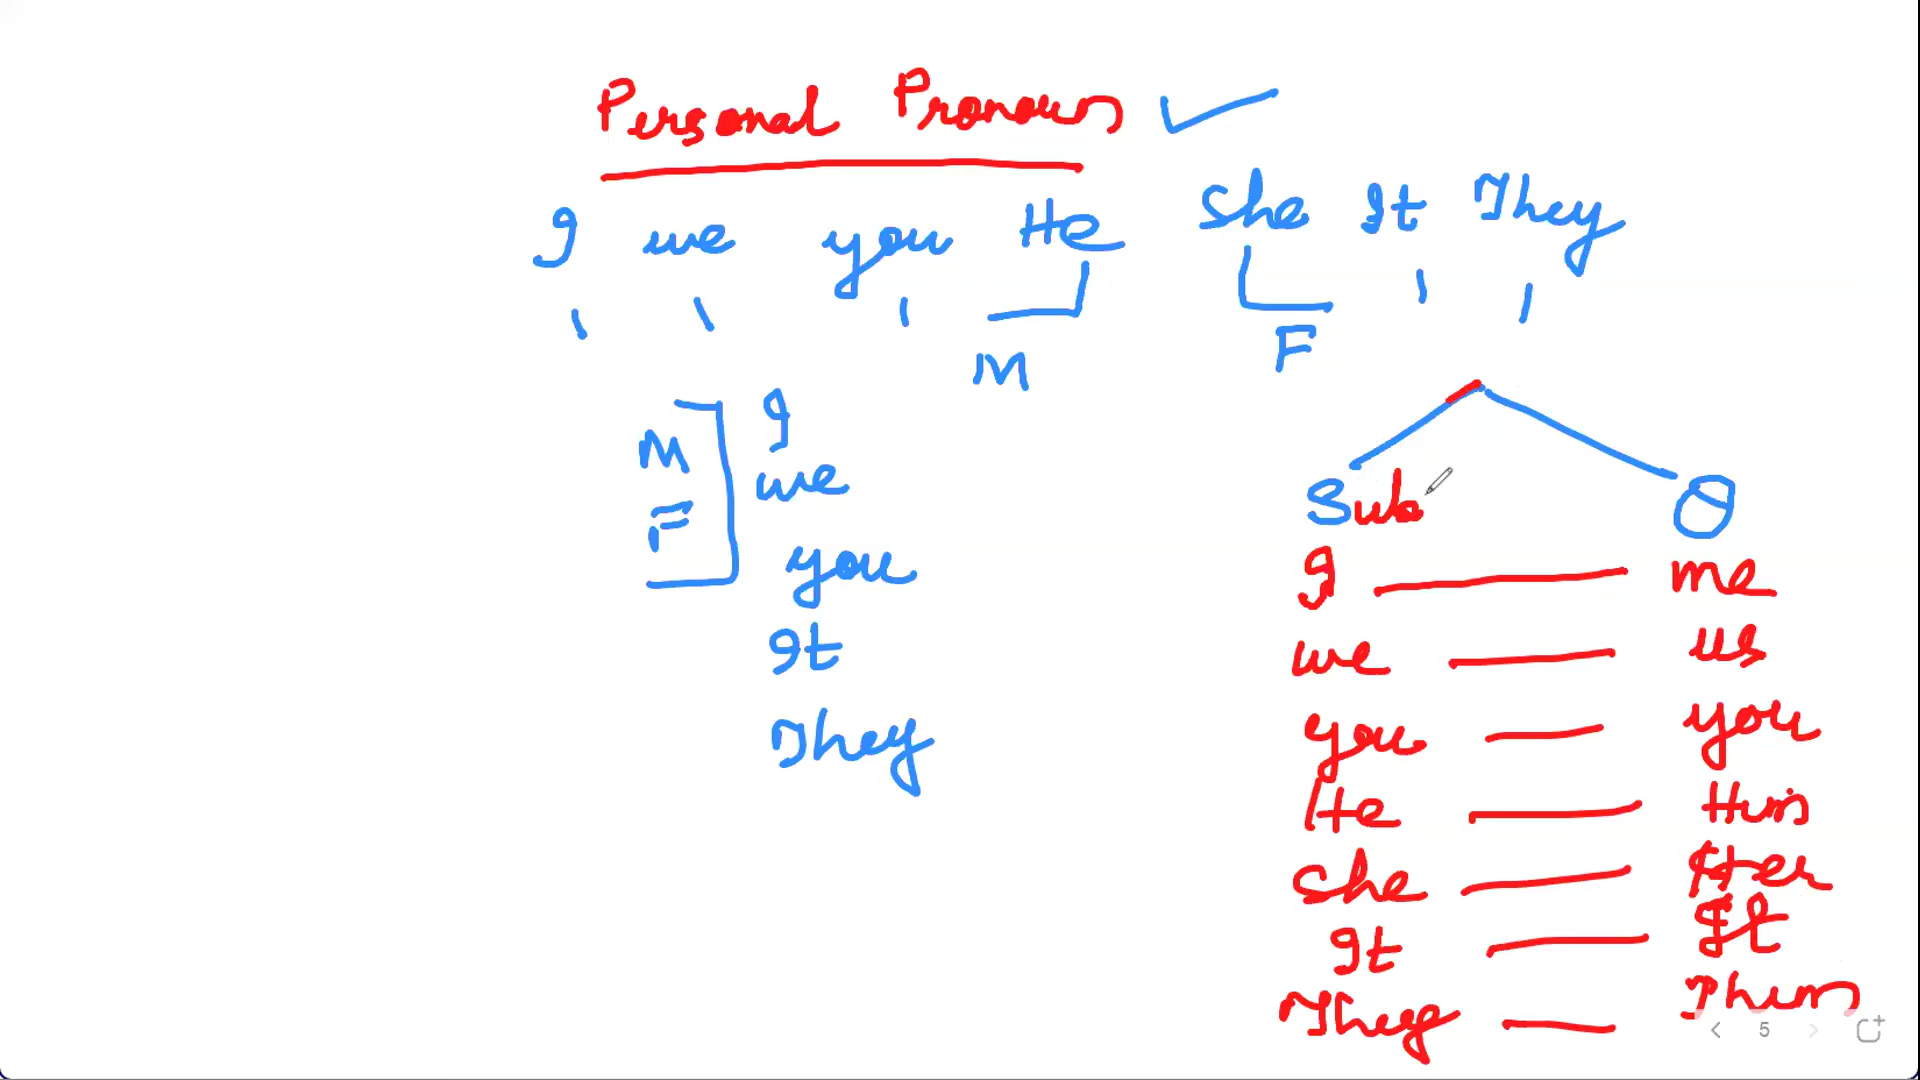 Personal Pronoun
I we you He She It They
M F
M F
I
we
you
It
They
Sub O
I me
we us
you you
He Him
She Her
It It
They Them
5